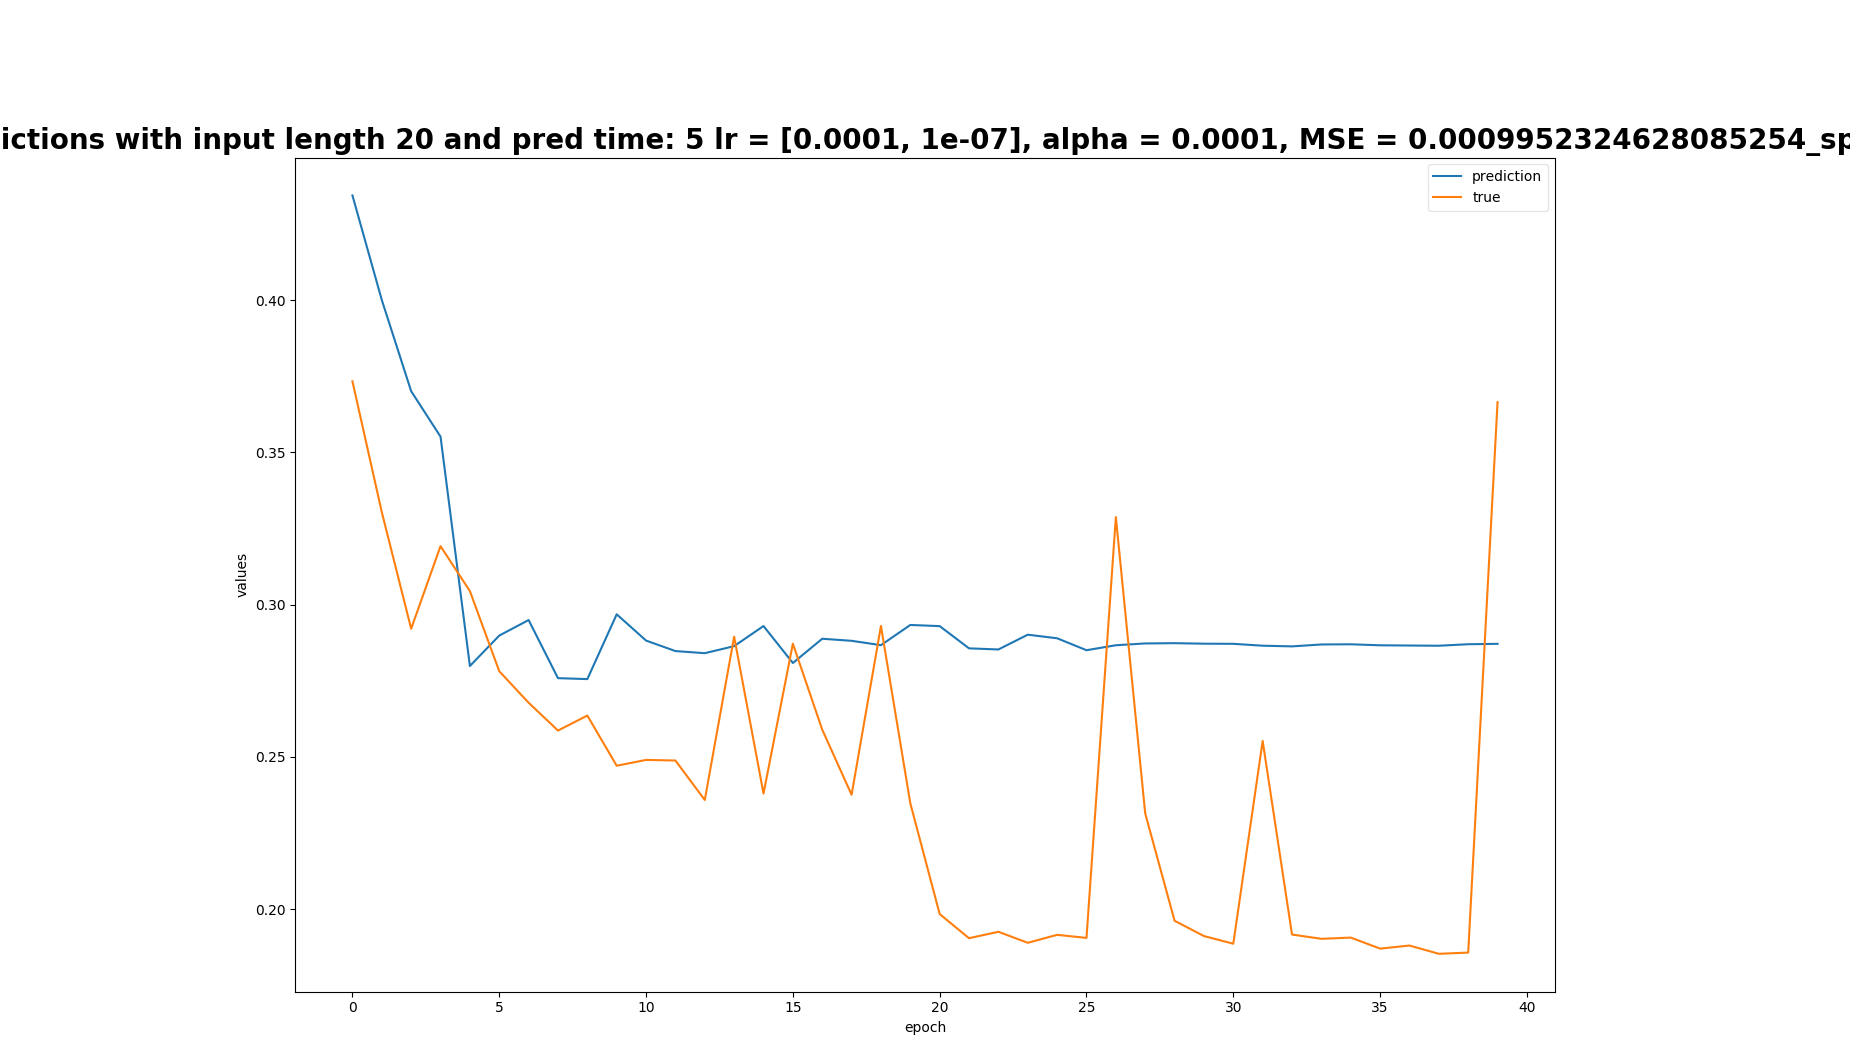 ictions with input length 20 and pred time: 5 lr = [0.0001, 1e-07], alpha = 0.0001, MSE = 0.0009952324628085254_sp
prediction
true
0.40
0.35
0.30
0.25
0.20
values
0 5 10 15 20 25 30 35 40
epoch